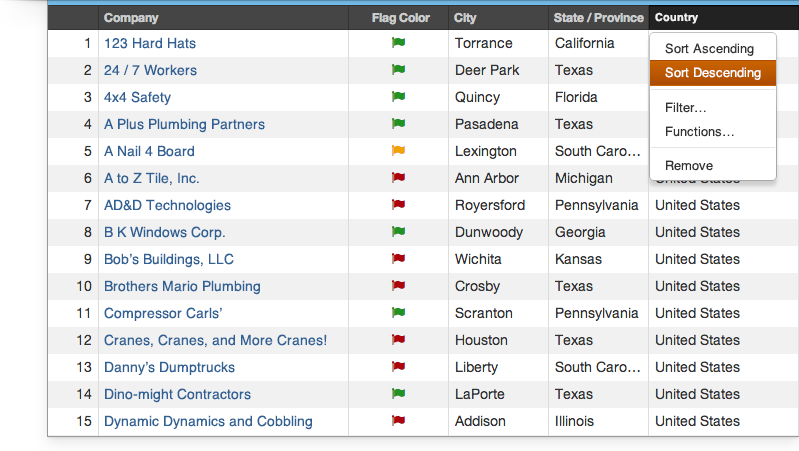 Company Flag Color City State / Province Country
1 123 Hard Hats Torrance California
Sort Ascending
2 24 / 7 Workers Deer Park Texas
Sort Descending
3 4x4 Safety Quincy Florida
Filter...
4 A Plus Plumbing Partners Pasadena Texas
Functions...
5 A Nail 4 Board Lexington South Caro...
Remove
6 A to Z Tile, Inc. Ann Arbor Michigan United States
7 AD&D Technologies Royersford Pennsylvania United States
8 B K Windows Corp. Dunwoody Georgia United States
9 Bob's Buildings, LLC Wichita Kansas United States
10 Brothers Mario Plumbing Crosby Texas United States
11 Compressor Carls' Scranton Pennsylvania United States
12 Cranes, Cranes, and More Cranes! Houston Texas United States
13 Danny's Dumptrucks Liberty South Caro... United States
14 Dino-might Contractors LaPorte Texas United States
15 Dynamic Dynamics and Cobbling Addison Illinois United States